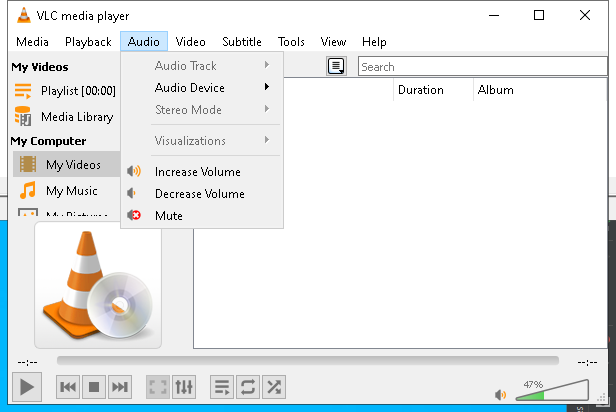 VLC media player
Media Playback Audio Video Subtitle Tools View Help
My Videos
Playlist [00:00]
Media Library
My Computer
My Videos
My Music
My Pictures
Audio Track
Audio Device
Stereo Mode
Visualizations
Increase Volume
Decrease Volume
Mute
Search
Duration Album
--:-- --:--
47%